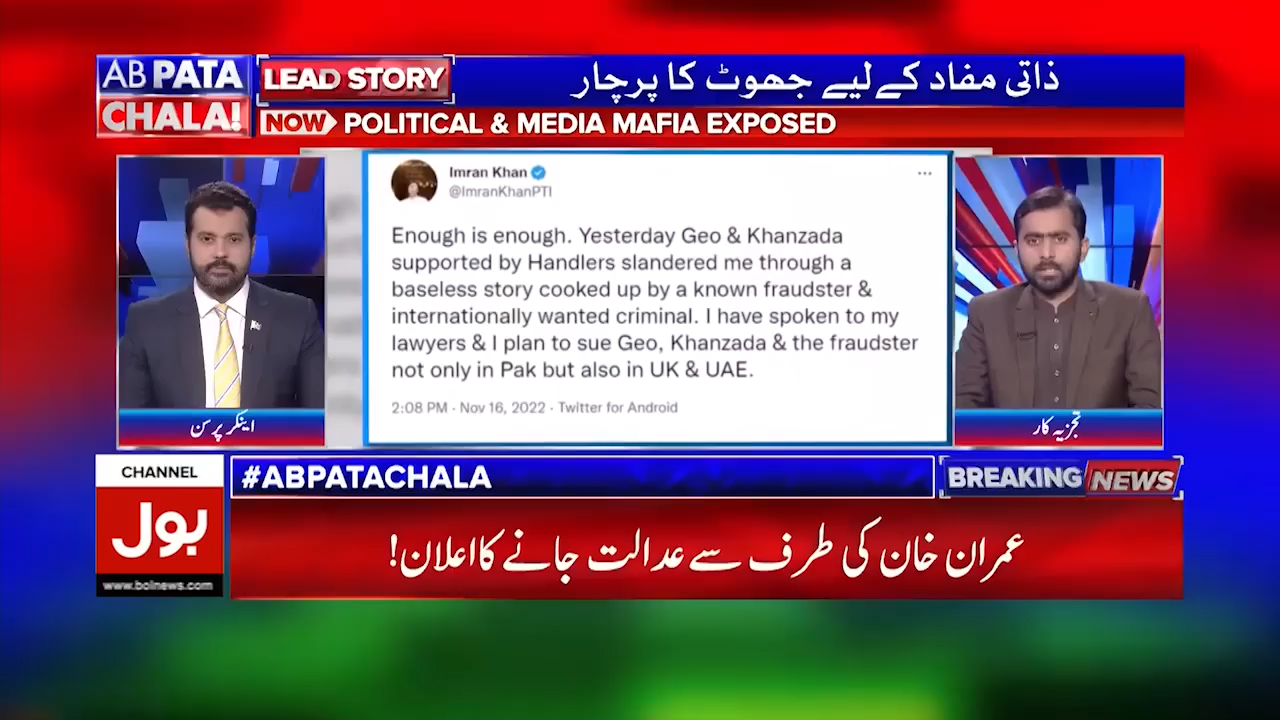 AB PATA
CHALA!
LEAD STORY
ذاتی مفاد کے لیے جھوٹ کا پرچار
NOW POLITICAL & MEDIA MAFIA EXPOSED
Imran Khan
@ImranKhanPTI
Enough is enough. Yesterday Geo & Khanzada
supported by Handlers slandered me through a
baseless story cooked up by a known fraudster &
internationally wanted criminal. I have spoken to my
lawyers & I plan to sue Geo, Khanzada & the fraudster
not only in Pak but also in UK & UAE.
2:08 PM · Nov 16, 2022 · Twitter for Android
اینکر پرسن
تجزیہ کار
CHANNEL
بول
www.bolnews.com
#ABPATACHALA
BREAKING NEWS
عمران خان کی طرف سے عدالت جانے کا اعلان!